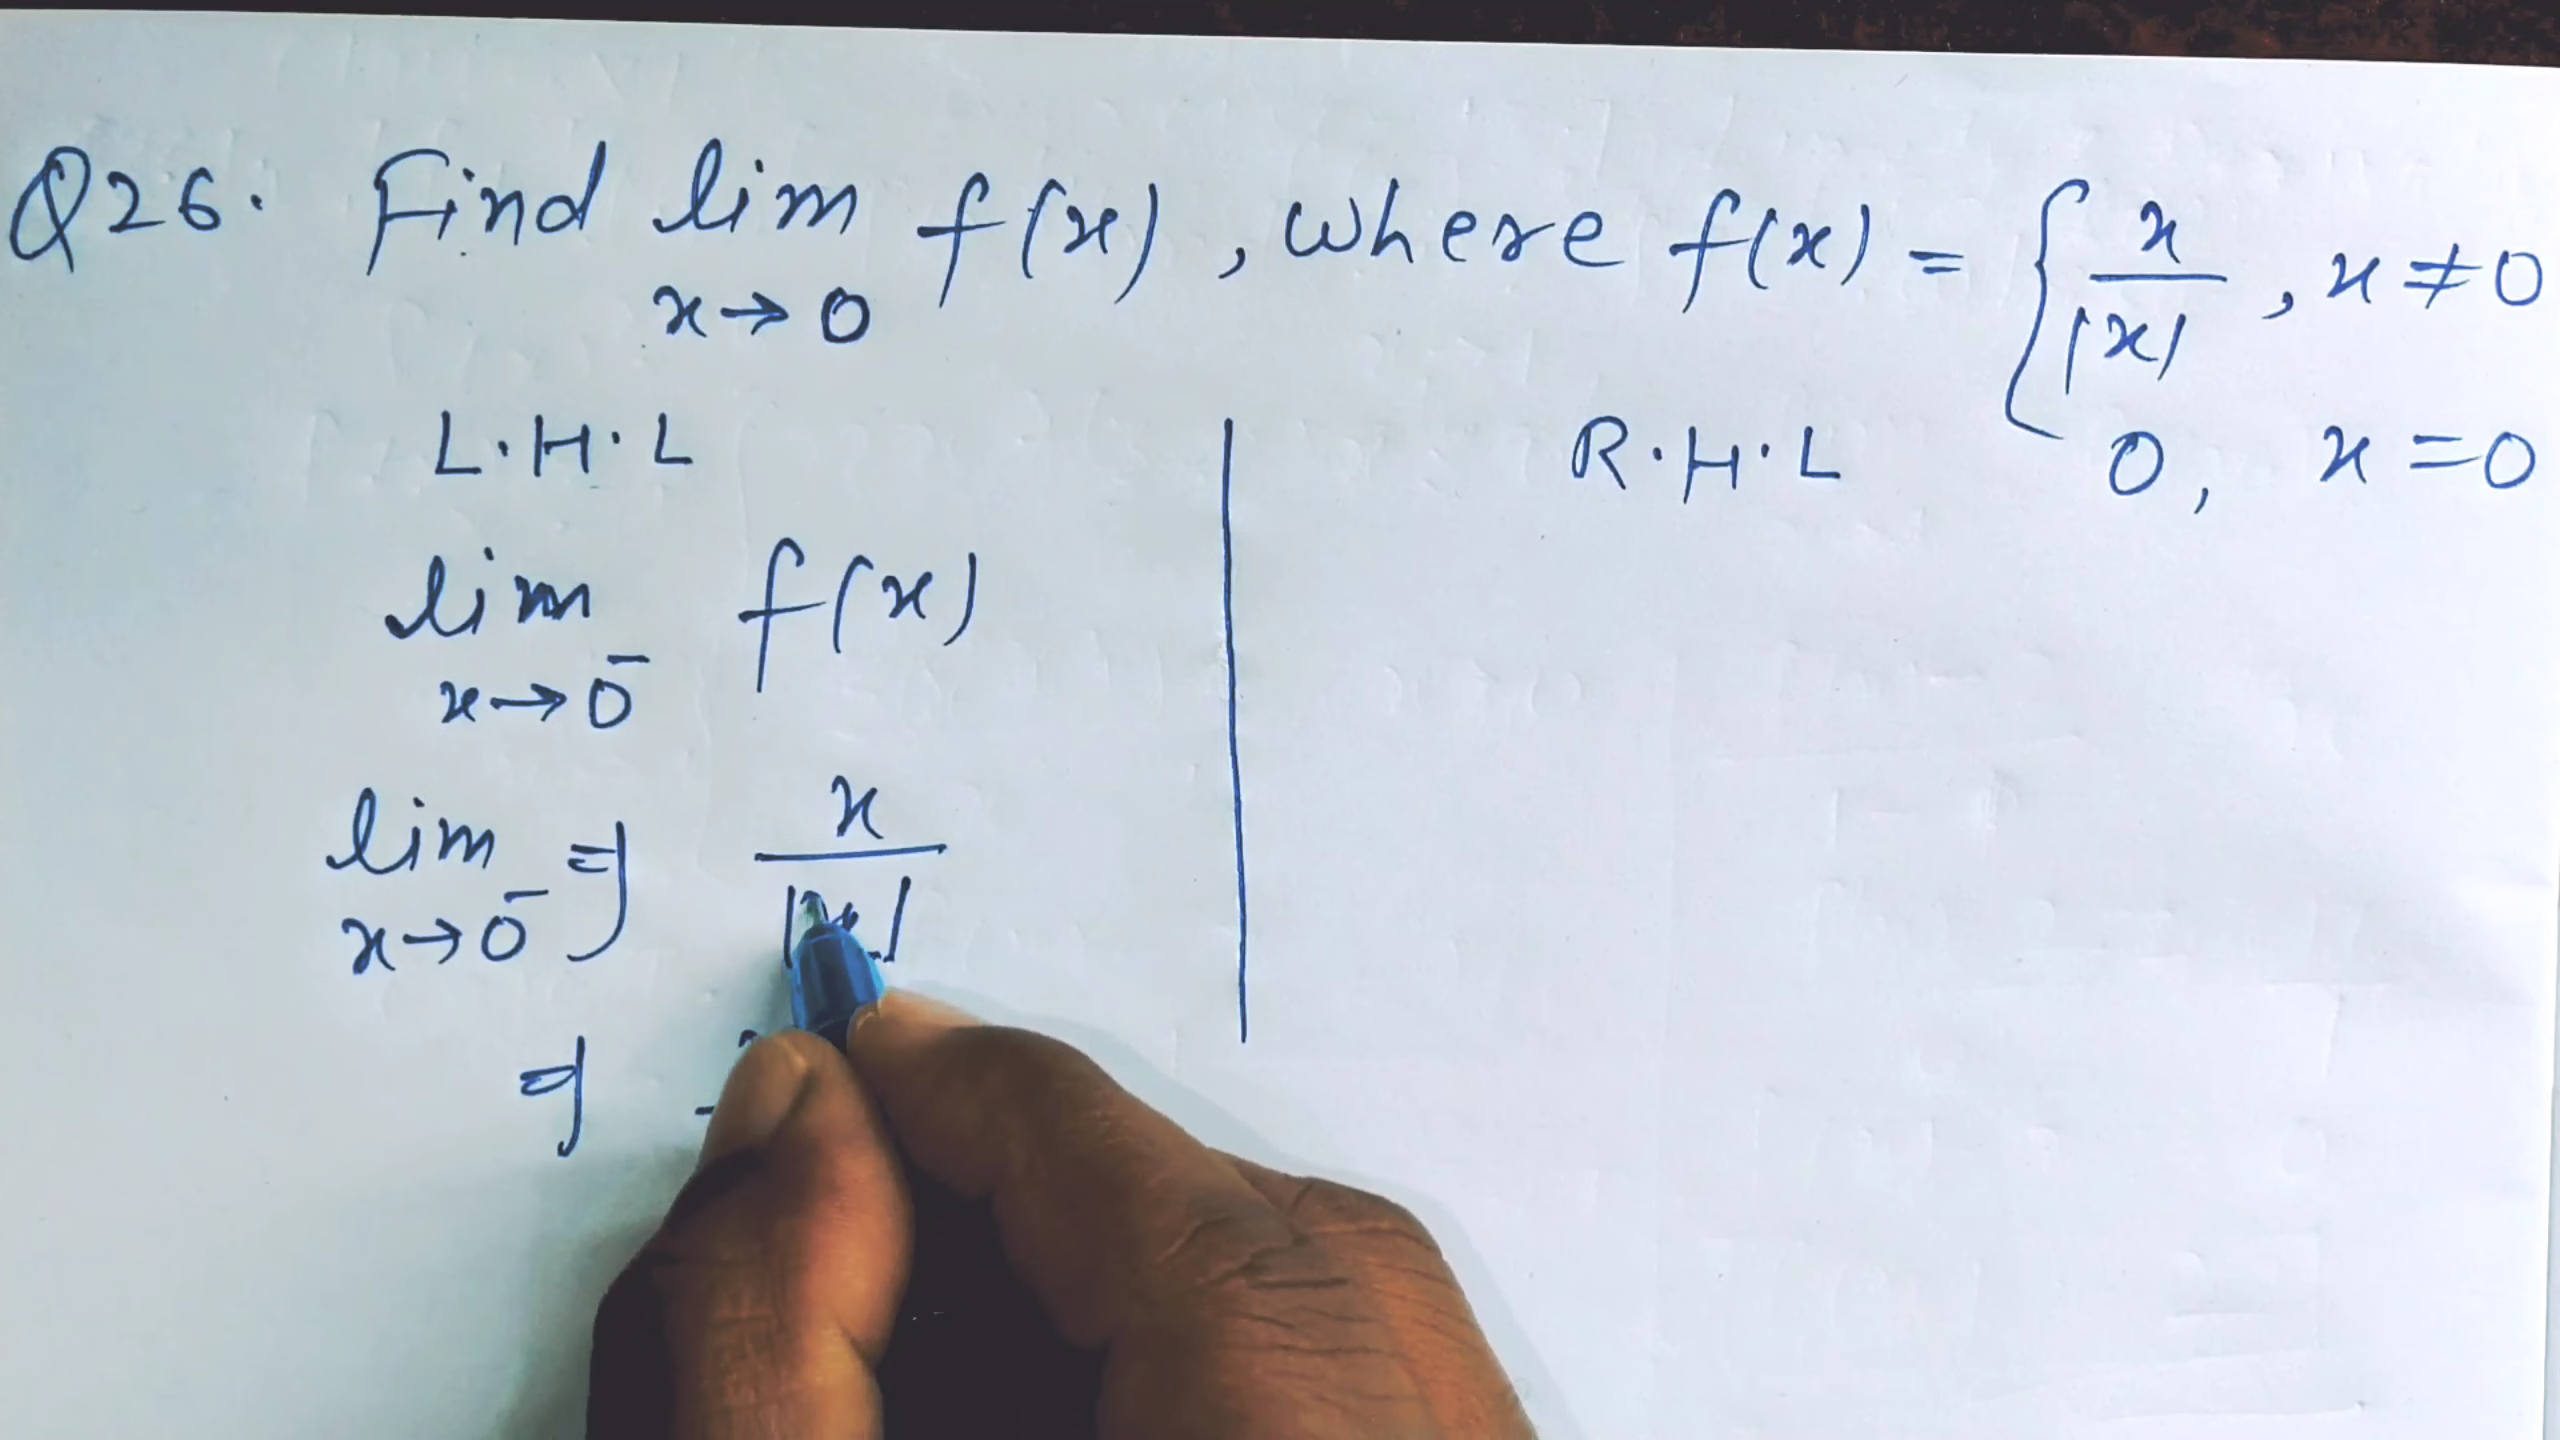 Q26. Find lim f(x), where f(x) = { x/|x| , x≠0
x→0
0, x=0
L.H.L
lim f(x)
x→0⁻
lim ⇒ x/|x|
x→0⁻
⇒
R.H.L